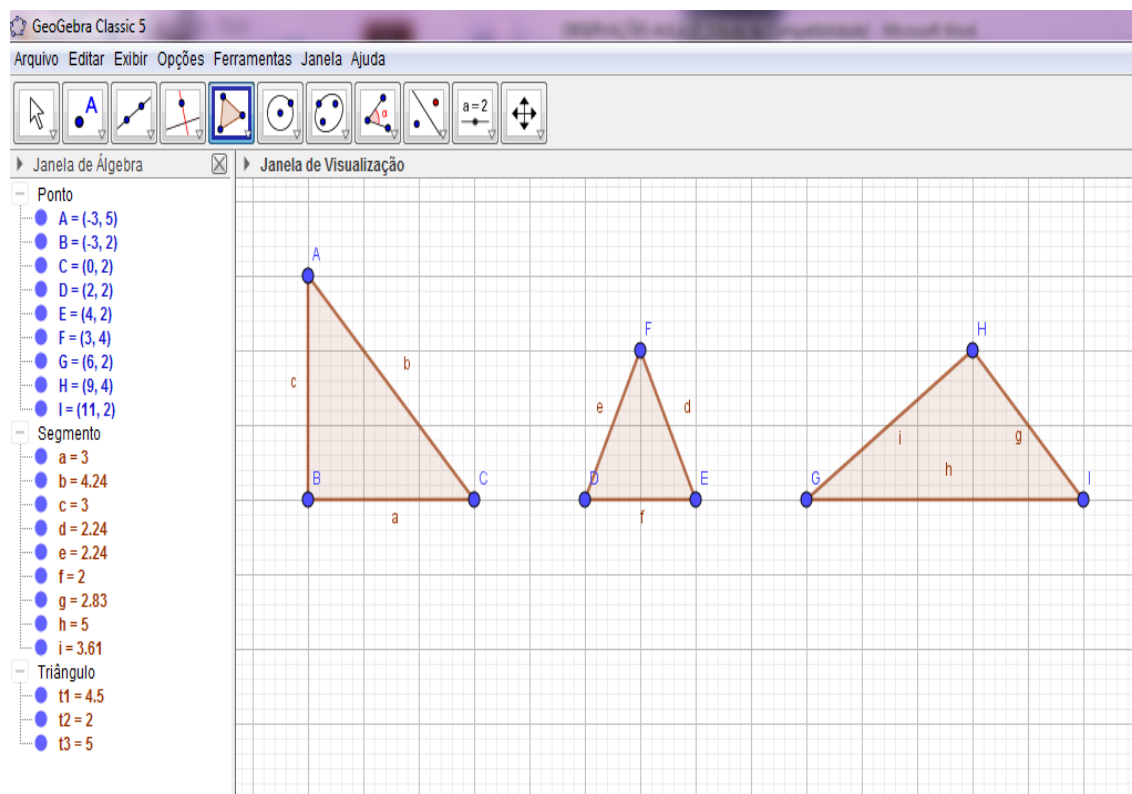 GeoGebra Classic 5
Arquivo Editar Exibir Opções Ferramentas Janela Ajuda
A
α
a=2
Janela de Álgebra
Janela de Visualização
Ponto
A = (-3, 5)
B = (-3, 2)
C = (0, 2)
D = (2, 2)
E = (4, 2)
F = (3, 4)
G = (6, 2)
H = (9, 4)
I = (11, 2)
Segmento
a = 3
b = 4.24
c = 3
d = 2.24
e = 2.24
f = 2
g = 2.83
h = 5
i = 3.61
Triângulo
t1 = 4.5
t2 = 2
t3 = 5
A
b
c
B
C
a
F
e
d
D
E
f
H
i
g
h
G
I